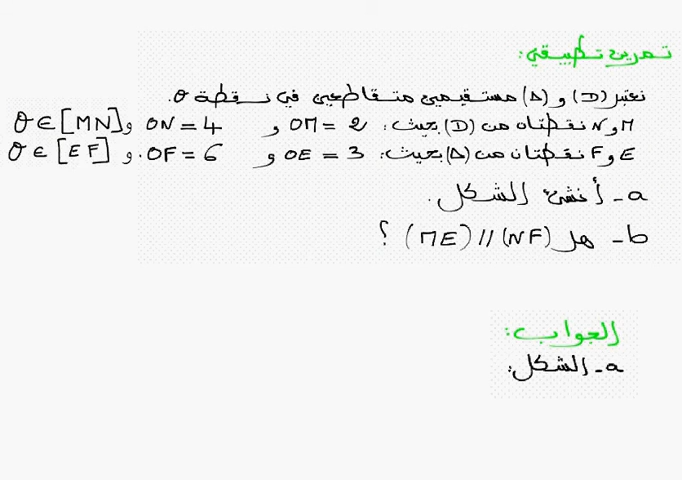 تمرين تطبيقي:
نعتبر (D) و (Δ) مستقيمين متقاطعين في نقطة O.
M و N نقطتان من (D) بحيث: OM = 2 و ON = 4 و O ∈ [MN]
E و F نقطتان من (Δ) بحيث: OE = 3 و OF = 6 و O ∈ [EF].
a - أنشئ الشكل.
b - هل (NF) // (ME) ؟
الجواب:
a - الشكل: